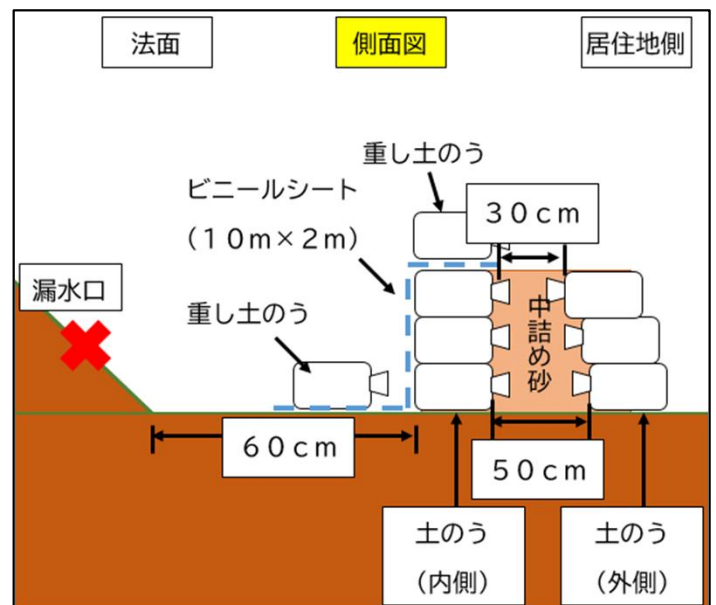 法面
側面図
居住地側
重し土のう
ビニールシート
(10m×2m)
30cm
漏水口
重し土のう
中詰め砂
60cm
50cm
土のう
(内側)
土のう
(外側)